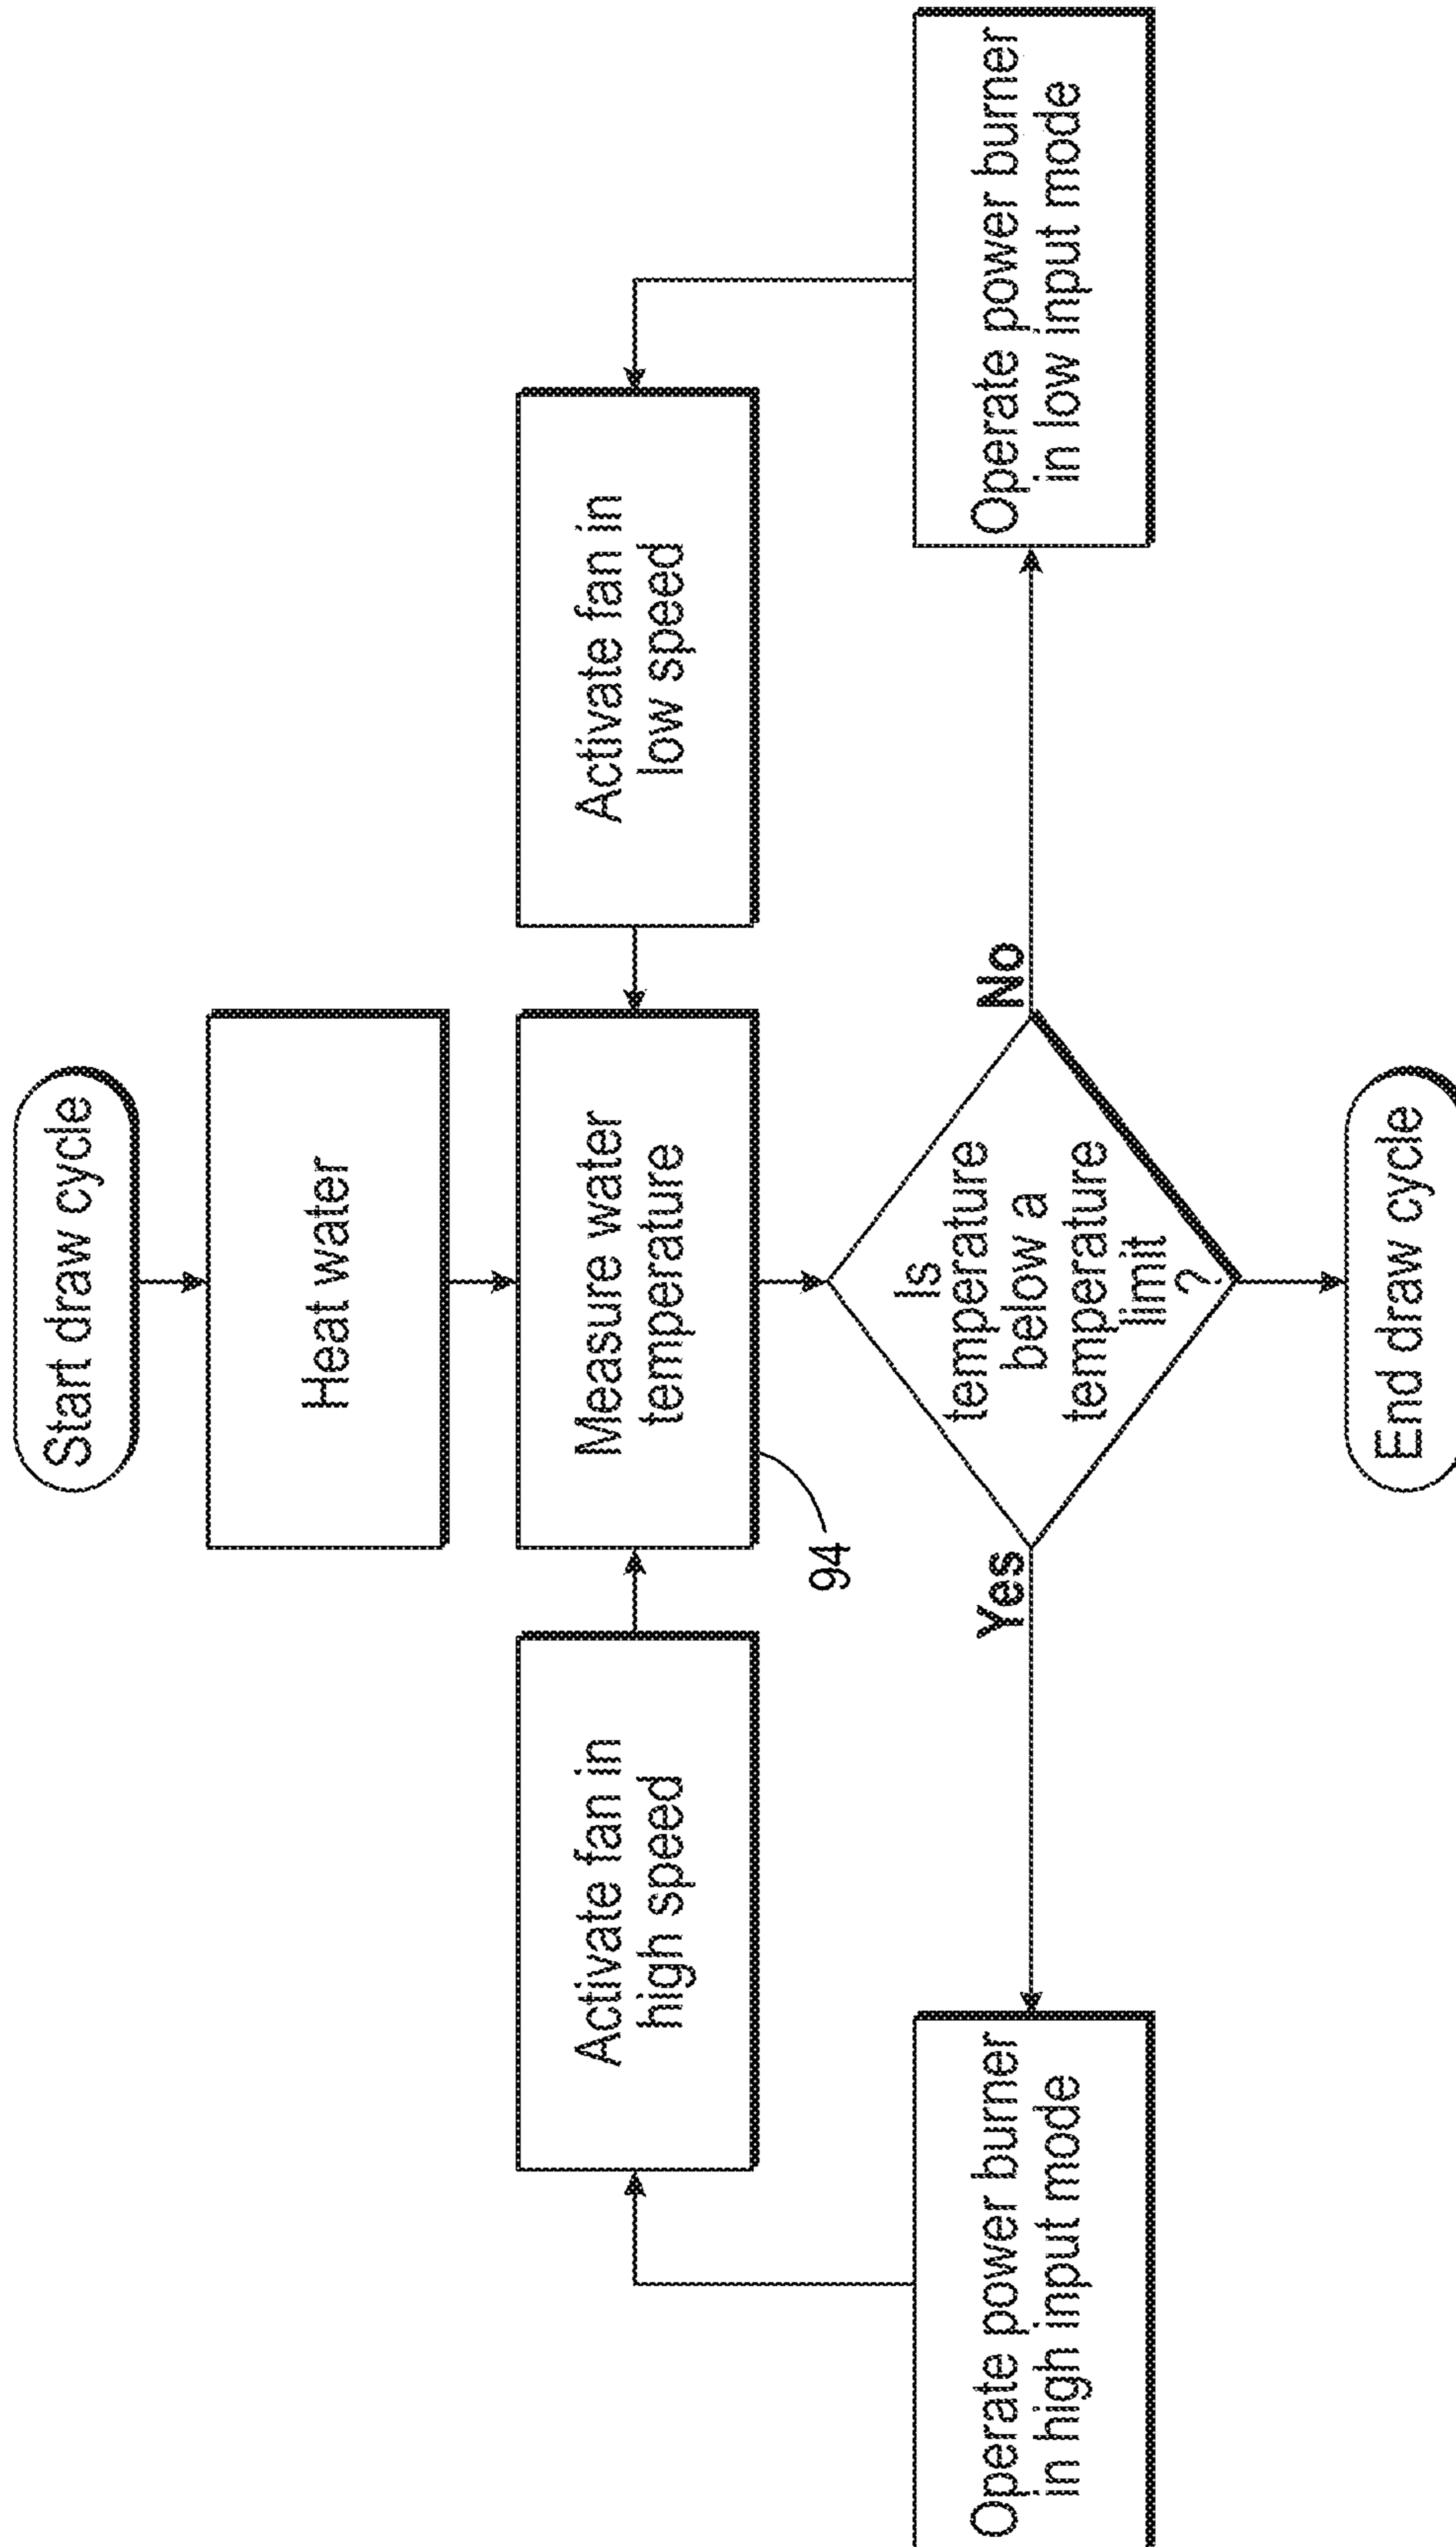 Start draw cycle
Heat water
Activate fan in
high speed
Measure water
temperature
Activate fan in
low speed
94
Is
temperature
below a
temperature
limit
?
Yes
No
Operate power burner
in high input mode
Operate power burner
in low input mode
End draw cycle